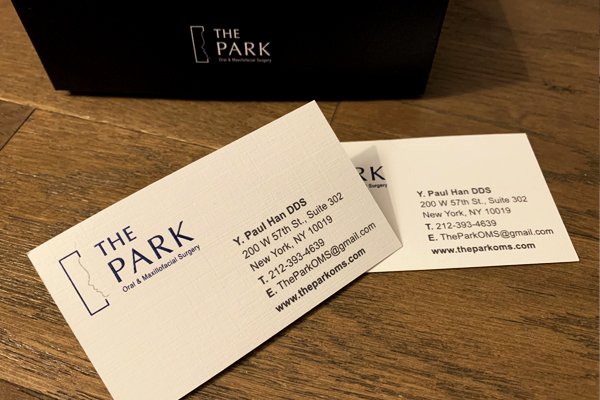 THE
PARK
Oral & Maxillofacial Surgery
THE
PARK
Oral & Maxillofacial Surgery
Y. Paul Han DDS
200 W 57th St., Suite 302
New York, NY 10019
T. 212-393-4639
E. TheParkOMS@gmail.com
www.theparkoms.com
RK
Surgery
Y. Paul Han DDS
200 W 57th St., Suite 302
New York, NY 10019
T. 212-393-4639
E. TheParkOMS@gmail.com
www.theparkoms.com